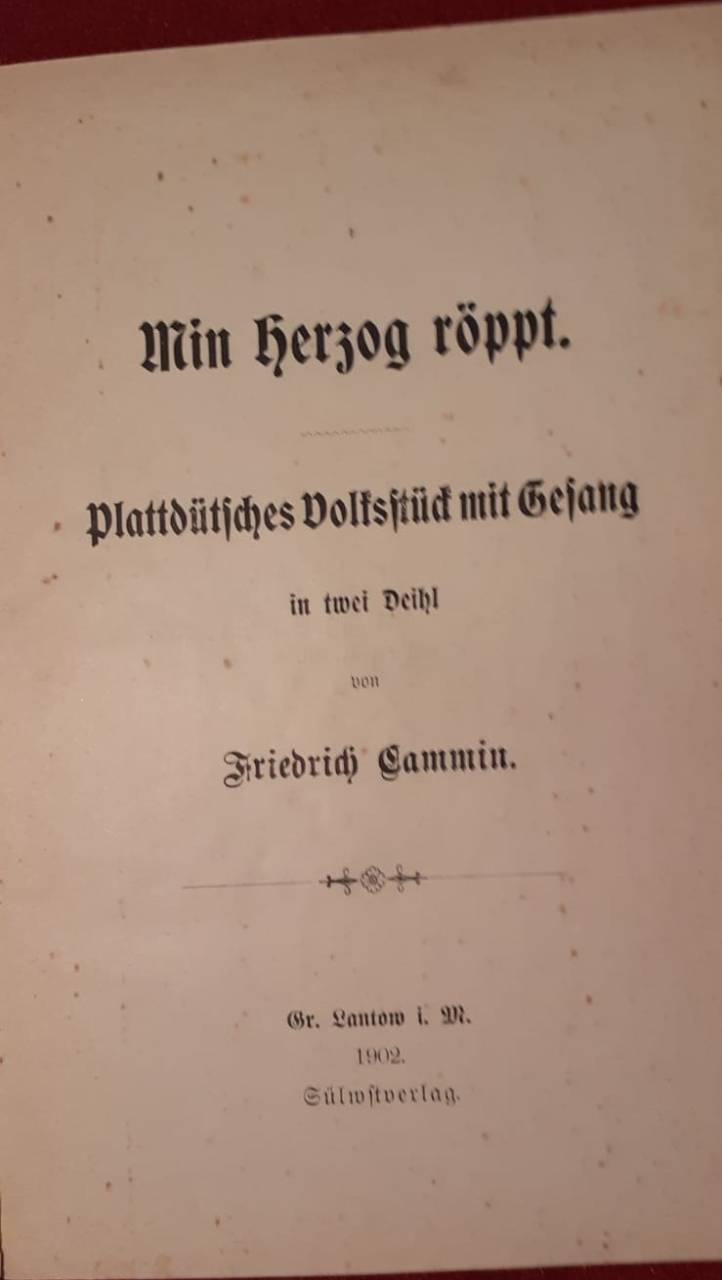 Min Herzog röppt.
Plattdütsches Volksstück mit Gesang
in twei Deihl
von
Friedrich Cammin.
Gr. Lantow i. M.
1902.
Sülwstverlag.